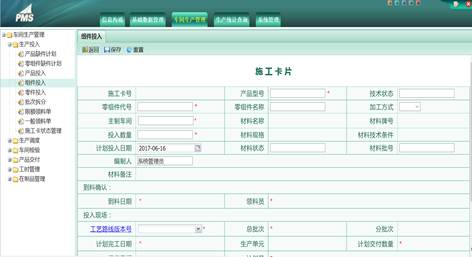 PMS
信息内观 基础数据管理 车间生产管理 生产统计查询 系统管理
车间生产管理
生产投入
产品缺件计划
零组件缺件计划
产品投入
组件投入
零件投入
批次拆分
限额领料单
一般领料单
施工卡状态管理
生产调度
车间检验
产品交付
工时管理
在制品管理
组件投入
返回 保存 重置
施工卡片
施工卡号 产品型号 * 技术状态
零组件代号 * 零组件名称 加工方式
主制车间 * 材料名称 材料牌号
投入数量 * 材料规格 材料技术条件
计划投入日期 2017-06-16 材料状态 材料批号
编制人 系统管理员
材料备注
到料确认:
到料日期 * 领料员 *
投入现场:
工艺路线版本号 * 总批次 * 分批次
计划完工日期 * 生产单元 计划交付数量 *